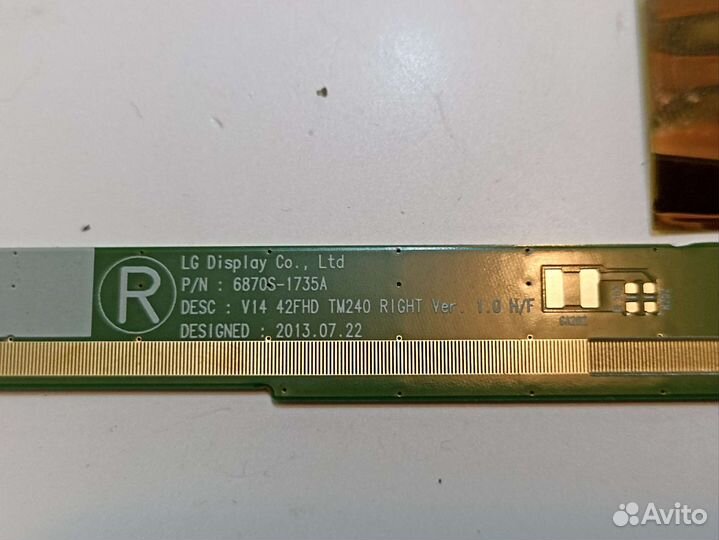 R
LG Display Co., Ltd
P/N : 6870S-1735A
DESC : V14 42FHD TM240 RIGHT Ver. 1.0 H/F
DESIGNED : 2013.07.22
Avito